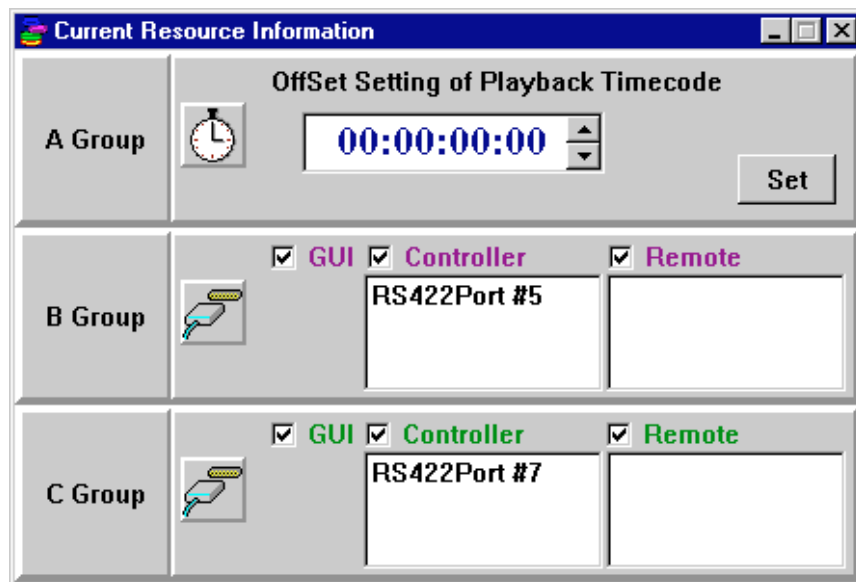 Current Resource Information
OffSet Setting of Playback Timecode
A Group
00:00:00:00
Set
GUI Controller Remote
RS422Port #5
B Group
GUI Controller Remote
RS422Port #7
C Group